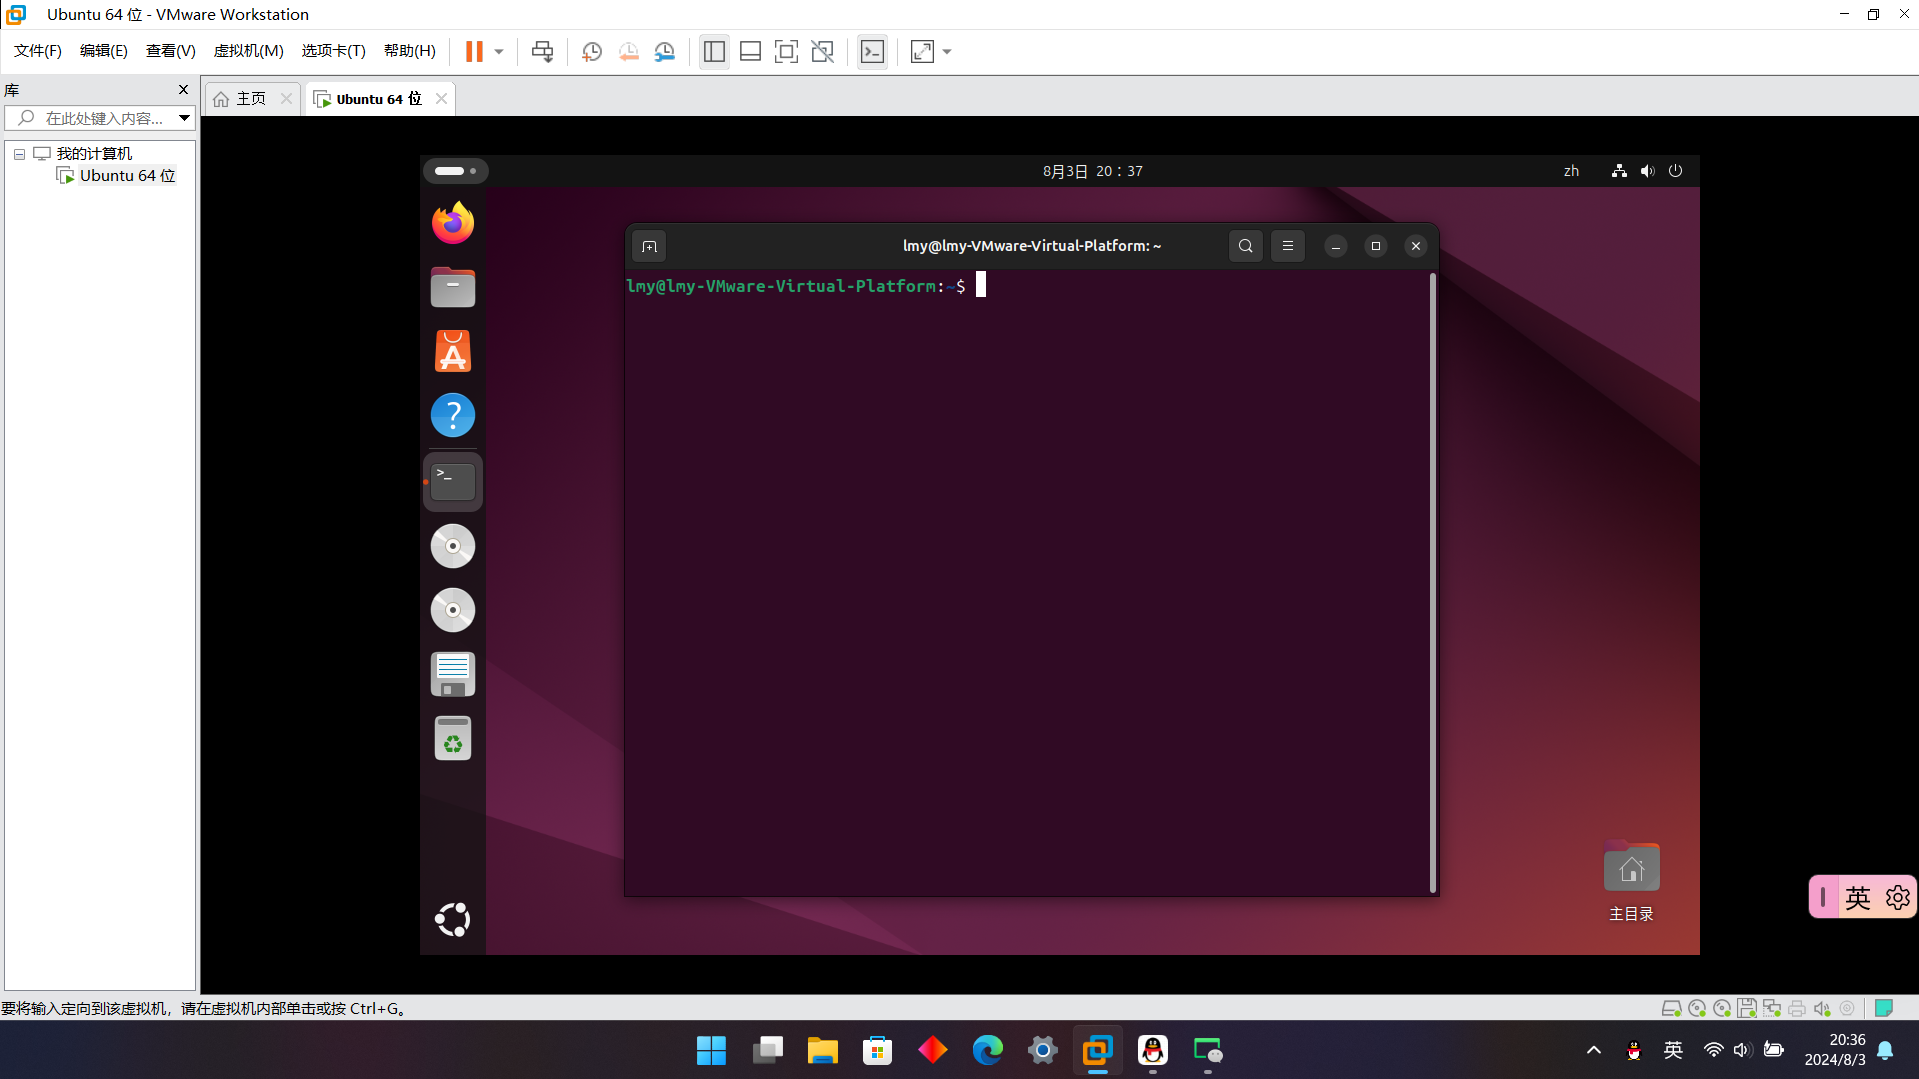 Ubuntu 64 位 - VMware Workstation
文件(F) 编辑(E) 查看(V) 虚拟机(M) 选项卡(T) 帮助(H)
库
主页
Ubuntu 64 位
在此处键入内容...
我的计算机
Ubuntu 64 位
8月3日 20：37
zh
lmy@lmy-VMware-Virtual-Platform: ~
lmy@lmy-VMware-Virtual-Platform:~$
主目录
英
要将输入定向到该虚拟机，请在虚拟机内部单击或按 Ctrl+G。
英
20:36
2024/8/3